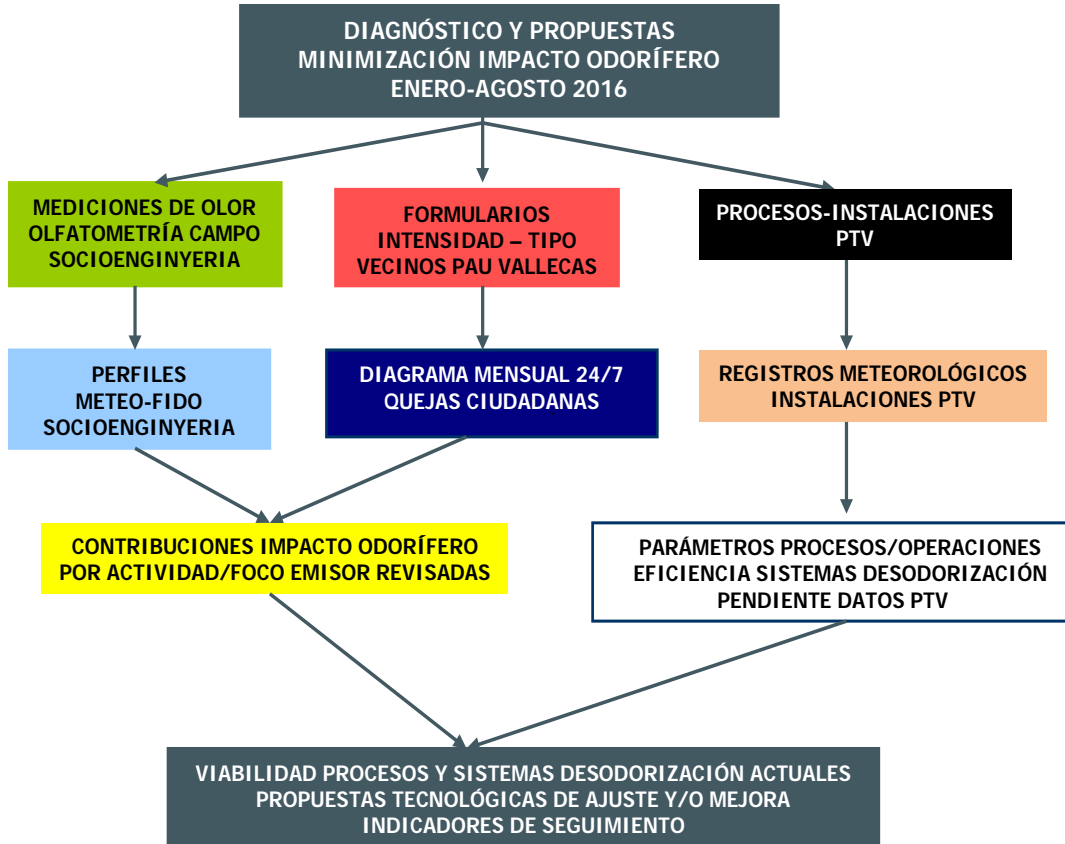 DIAGNÓSTICO Y PROPUESTAS
MINIMIZACIÓN IMPACTO ODORÍFERO
ENERO-AGOSTO 2016
MEDICIONES DE OLOR
OLFATOMETRÍA CAMPO
SOCIOENGINYERIA
FORMULARIOS
INTENSIDAD – TIPO
VECINOS PAU VALLECAS
PROCESOS-INSTALACIONES
PTV
PERFILES
METEO-FIDO
SOCIOENGINYERIA
DIAGRAMA MENSUAL 24/7
QUEJAS CIUDADANAS
REGISTROS METEOROLÓGICOS
INSTALACIONES PTV
CONTRIBUCIONES IMPACTO ODORÍFERO
POR ACTIVIDAD/FOCO EMISOR REVISADAS
PARÁMETROS PROCESOS/OPERACIONES
EFICIENCIA SISTEMAS DESODORIZACIÓN
PENDIENTE DATOS PTV
VIABILIDAD PROCESOS Y SISTEMAS DESODORIZACIÓN ACTUALES
PROPUESTAS TECNOLÓGICAS DE AJUSTE Y/O MEJORA
INDICADORES DE SEGUIMIENTO